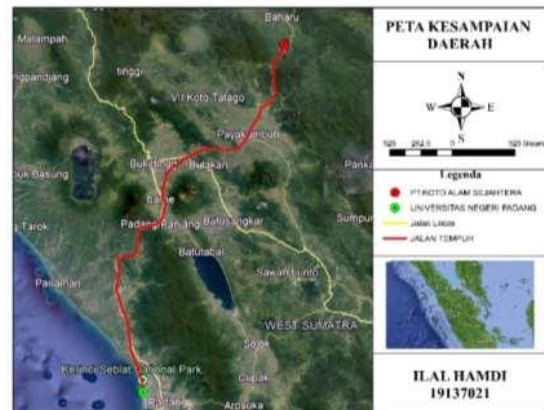 Baharu
Malampah
tinggi
VII Koto Talago
Payakumbuh
Bukittinggi
Bulakan
Padang Panjang
Batusangkar
Batutabal
Pariaman
Sawahlunto
WEST SUMATRA
Solok
Kerinci Seblat National Park
Cupak
Padang
Arosuka
PETA KESAMPAIAN
DAERAH
N
W
E
S
Legenda
PT.KOTO ALAM SEJAHTERA
UNIVERSITAS NEGERI PADANG
Jalan Lintas
JALAN TEMPUH
ILAL HAMDI
19137021